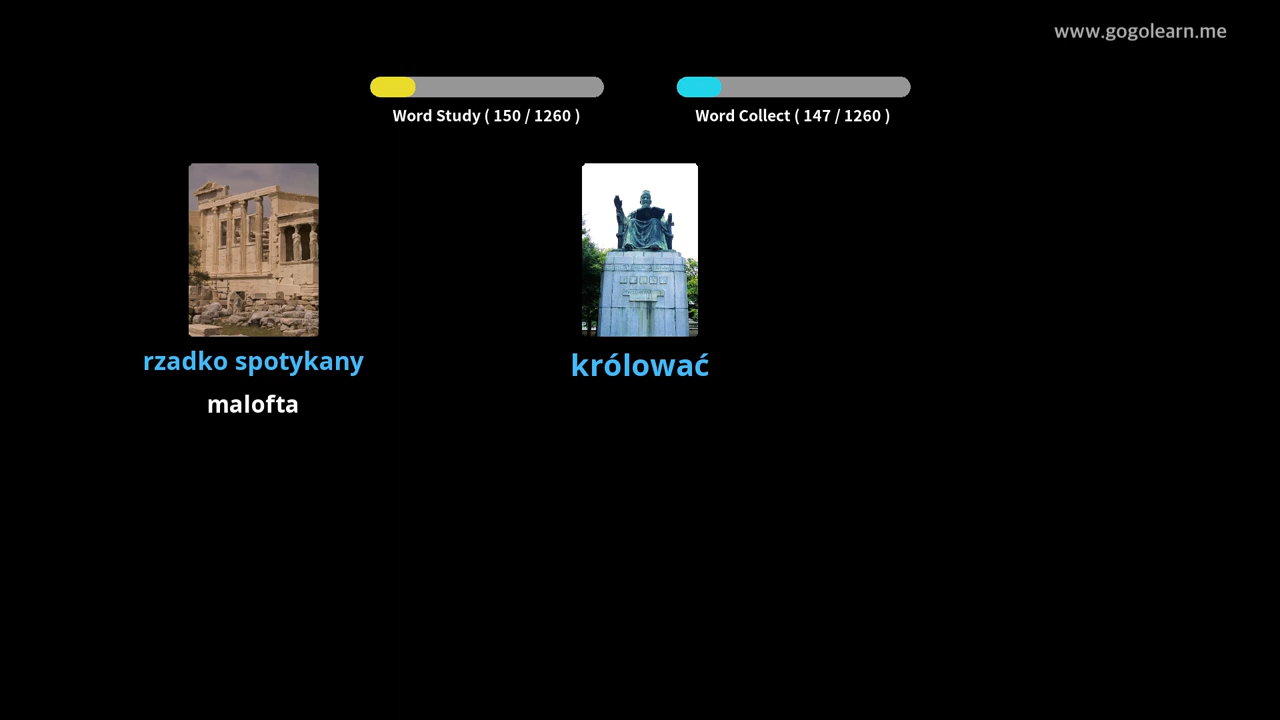 www.gogolearn.me
Word Study ( 150 / 1260 )
Word Collect ( 147 / 1260 )
rzadko spotykany
królować
malofta